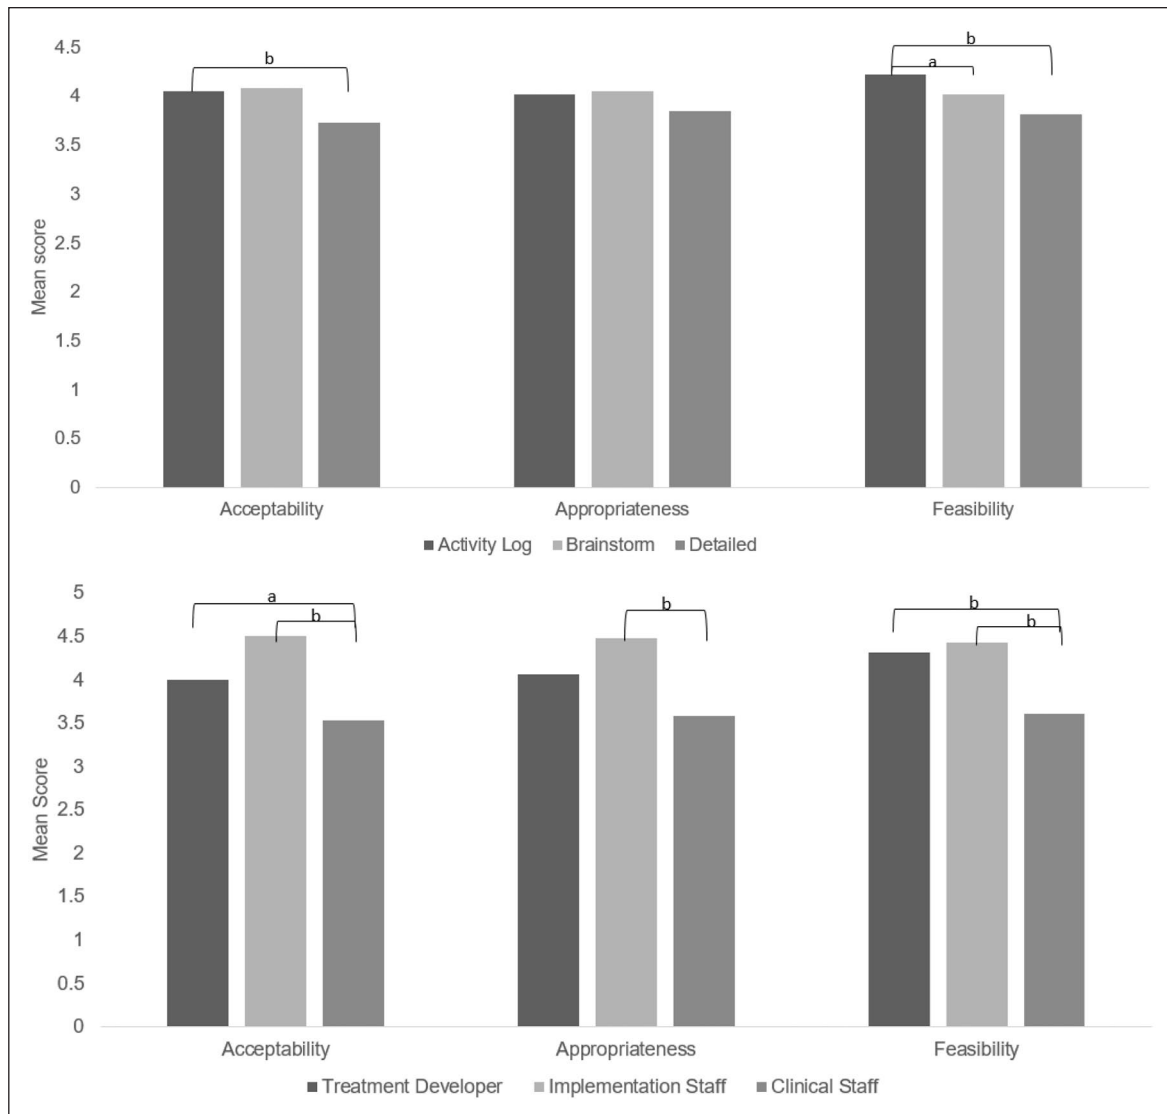 4.5
4
3.5
3
2.5
2
1.5
1
0.5
0
Mean score
b
b
a
Acceptability Appropriateness Feasibility
Activity Log Brainstorm Detailed
5
4.5
4
3.5
3
2.5
2
1.5
1
0.5
0
Mean Score
a
b
b
b
b
Acceptability Appropriateness Feasibility
Treatment Developer Implementation Staff Clinical Staff